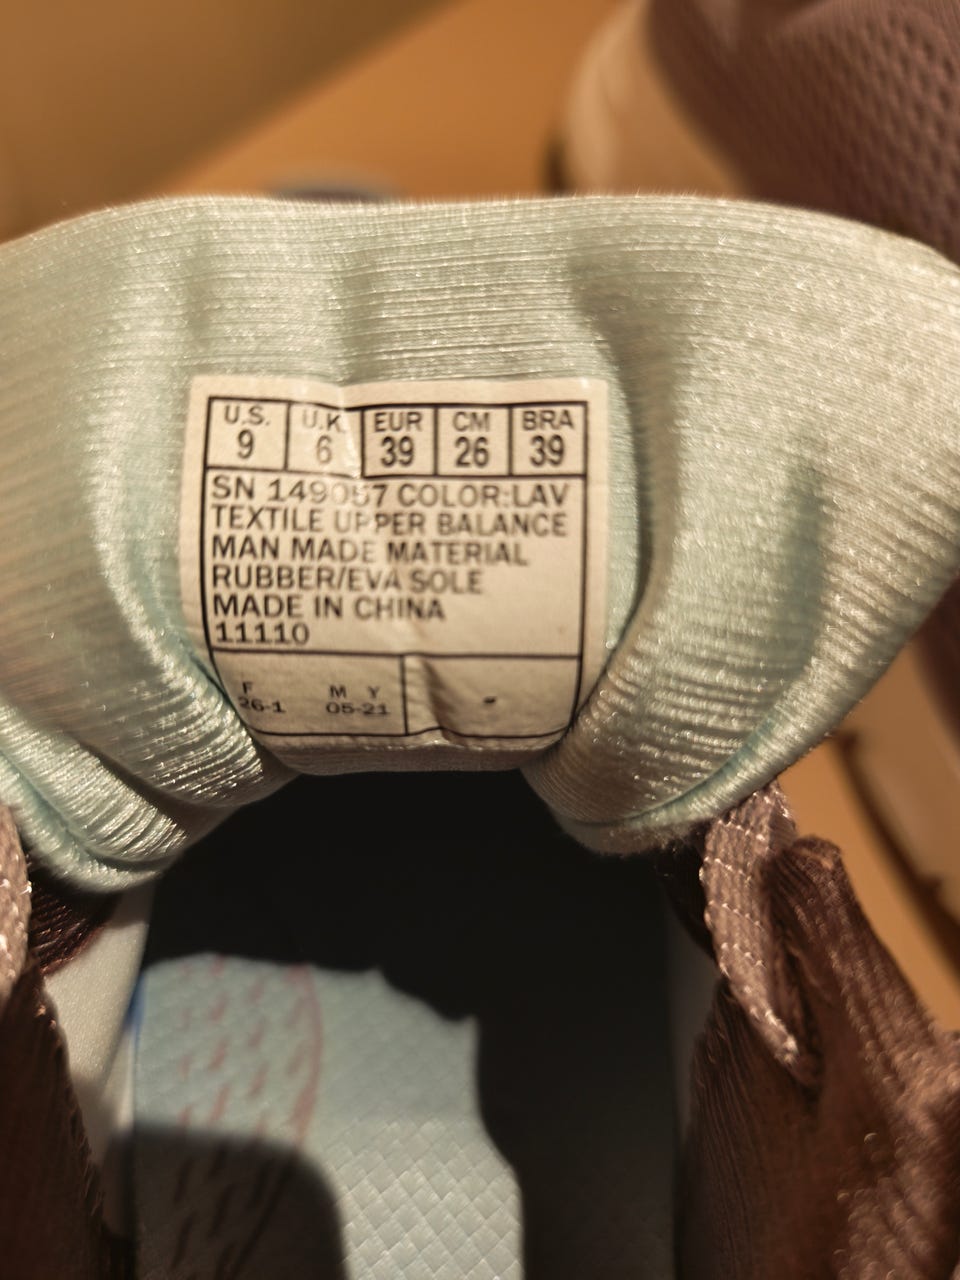 U.S. U.K. EUR CM BRA
9 6 39 26 39
SN 149057 COLOR:LAV
TEXTILE UPPER BALANCE
MAN MADE MATERIAL
RUBBER/EVA SOLE
MADE IN CHINA
11110
F M Y
26-1 05-21